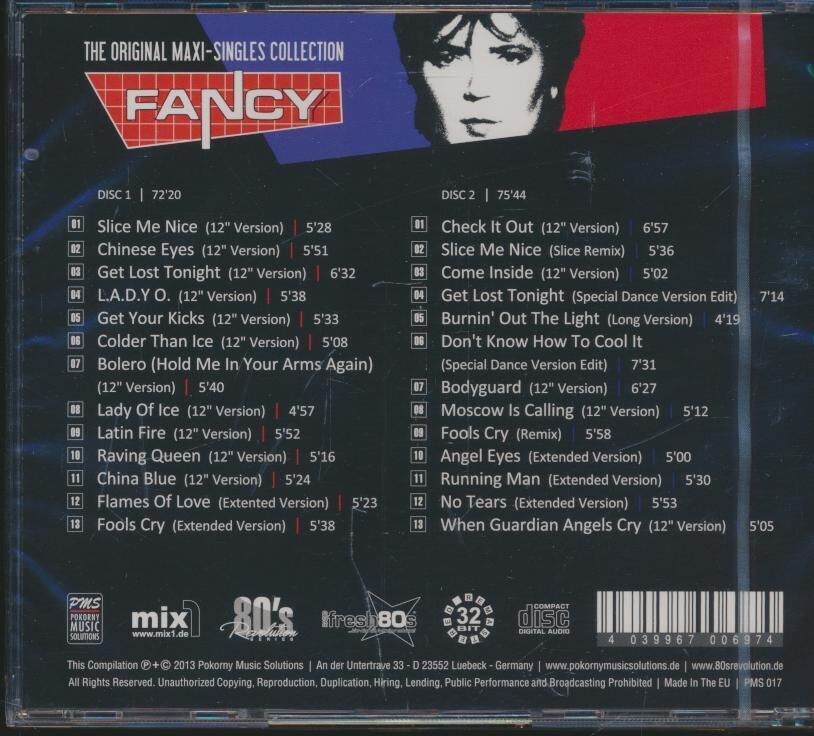 THE ORIGINAL MAXI-SINGLES COLLECTION
FANCY
DISC 1 | 72'20
01 Slice Me Nice (12" Version) | 5'28
02 Chinese Eyes (12" Version) | 5'51
03 Get Lost Tonight (12" Version) | 6'32
04 L.A.D.Y O. (12" Version) | 5'38
05 Get Your Kicks (12" Version) | 5'33
06 Colder Than Ice (12" Version) | 5'08
07 Bolero (Hold Me In Your Arms Again)
(12" Version) | 5'40
08 Lady Of Ice (12" Version) | 4'57
09 Latin Fire (12" Version) | 5'52
10 Raving Queen (12" Version) | 5'16
11 China Blue (12" Version) | 5'24
12 Flames Of Love (Extented Version) | 5'23
13 Fools Cry (Extended Version) | 5'38
DISC 2 | 75'44
01 Check It Out (12" Version) | 6'57
02 Slice Me Nice (Slice Remix) | 5'36
03 Come Inside (12" Version) | 5'02
04 Get Lost Tonight (Special Dance Version Edit) | 7'14
05 Burnin' Out The Light (Long Version) | 4'19
06 Don't Know How To Cool It
(Special Dance Version Edit) | 7'31
07 Bodyguard (12" Version) | 6'27
08 Moscow Is Calling (12" Version) | 5'12
09 Fools Cry (Remix) | 5'58
10 Angel Eyes (Extended Version) | 5'00
11 Running Man (Extended Version) | 5'30
12 No Tears (Extended Version) | 5'53
13 When Guardian Angels Cry (12" Version) | 5'05
PMS
POKORNY
MUSIC
SOLUTIONS
mix1
www.mix1.de
80's
Revolution
SERIES
fresh80s
32
BIT
REMASTERED
COMPACT
disc
DIGITAL AUDIO
4 039967 006974
This Compilation ℗+© 2013 Pokorny Music Solutions | An der Untertrave 33 - D 23552 Luebeck - Germany | www.pokornymusicsolutions.de | www.80srevolution.de
All Rights Reserved. Unauthorized Copying, Reproduction, Duplication, Hiring, Lending, Public Performance and Broadcasting Prohibited | Made In The EU | PMS 017